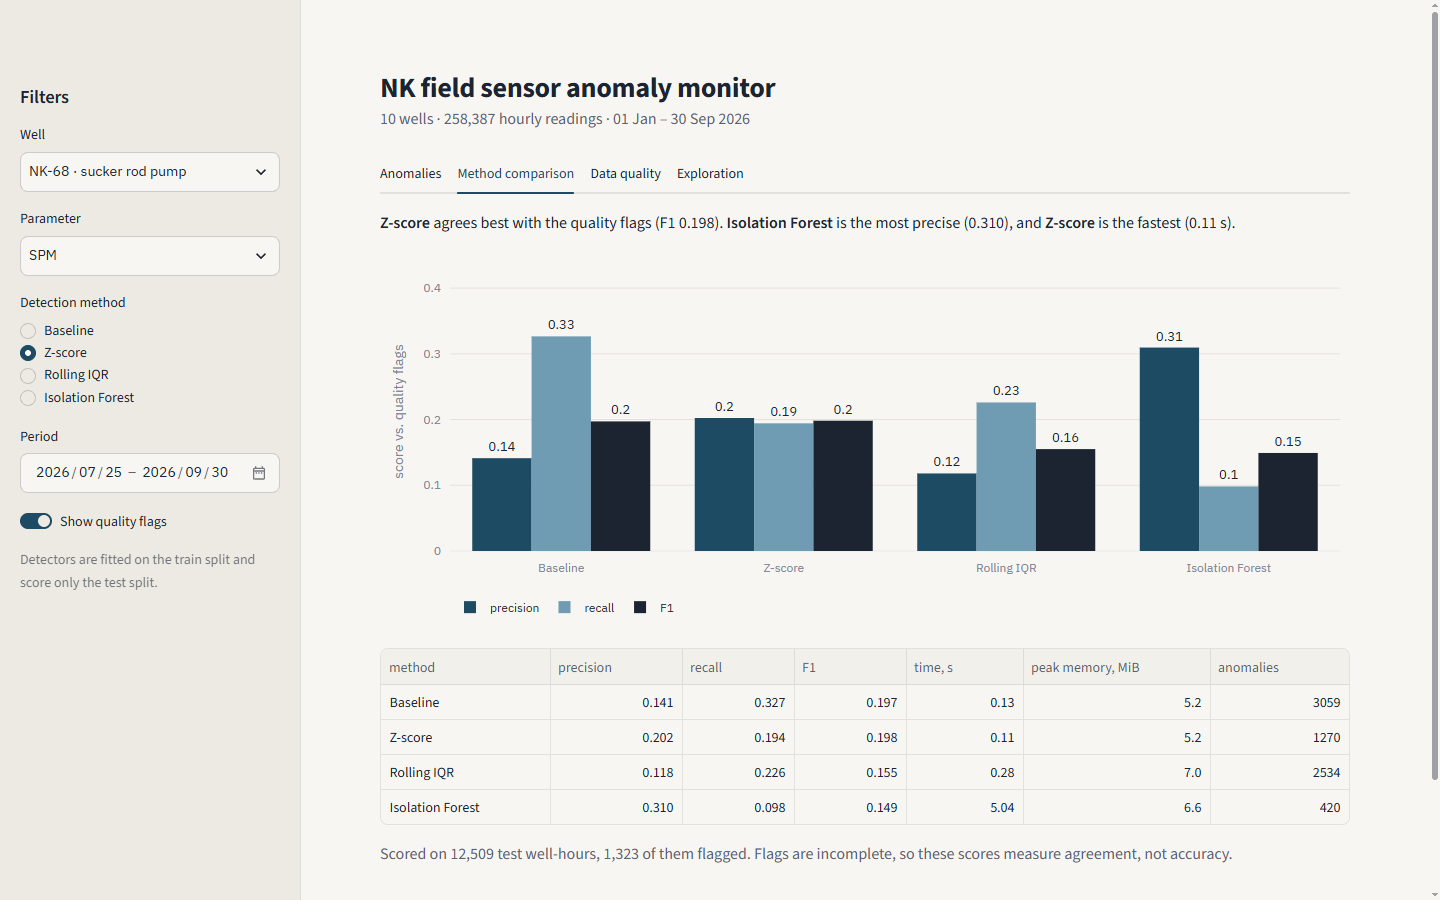 Filters
Well
NK-68 · sucker rod pump
Parameter
SPM
Detection method
Baseline
Z-score
Rolling IQR
Isolation Forest
Period
2026/07/25 – 2026/09/30
Show quality flags
Detectors are fitted on the train split and
score only the test split.
NK field sensor anomaly monitor
10 wells · 258,387 hourly readings · 01 Jan – 30 Sep 2026
Anomalies Method comparison Data quality Exploration
Z-score agrees best with the quality flags (F1 0.198). Isolation Forest is the most precise (0.310), and Z-score is the fastest (0.11 s).
score vs. quality flags
0.4
0.3
0.2
0.1
0
0.14 0.33 0.2
0.2 0.19 0.2
0.12 0.23 0.16
0.31 0.1 0.15
Baseline Z-score Rolling IQR Isolation Forest
precision recall F1
method precision recall F1 time, s peak memory, MiB anomalies
Baseline 0.141 0.327 0.197 0.13 5.2 3059
Z-score 0.202 0.194 0.198 0.11 5.2 1270
Rolling IQR 0.118 0.226 0.155 0.28 7.0 2534
Isolation Forest 0.310 0.098 0.149 5.04 6.6 420
Scored on 12,509 test well-hours, 1,323 of them flagged. Flags are incomplete, so these scores measure agreement, not accuracy.